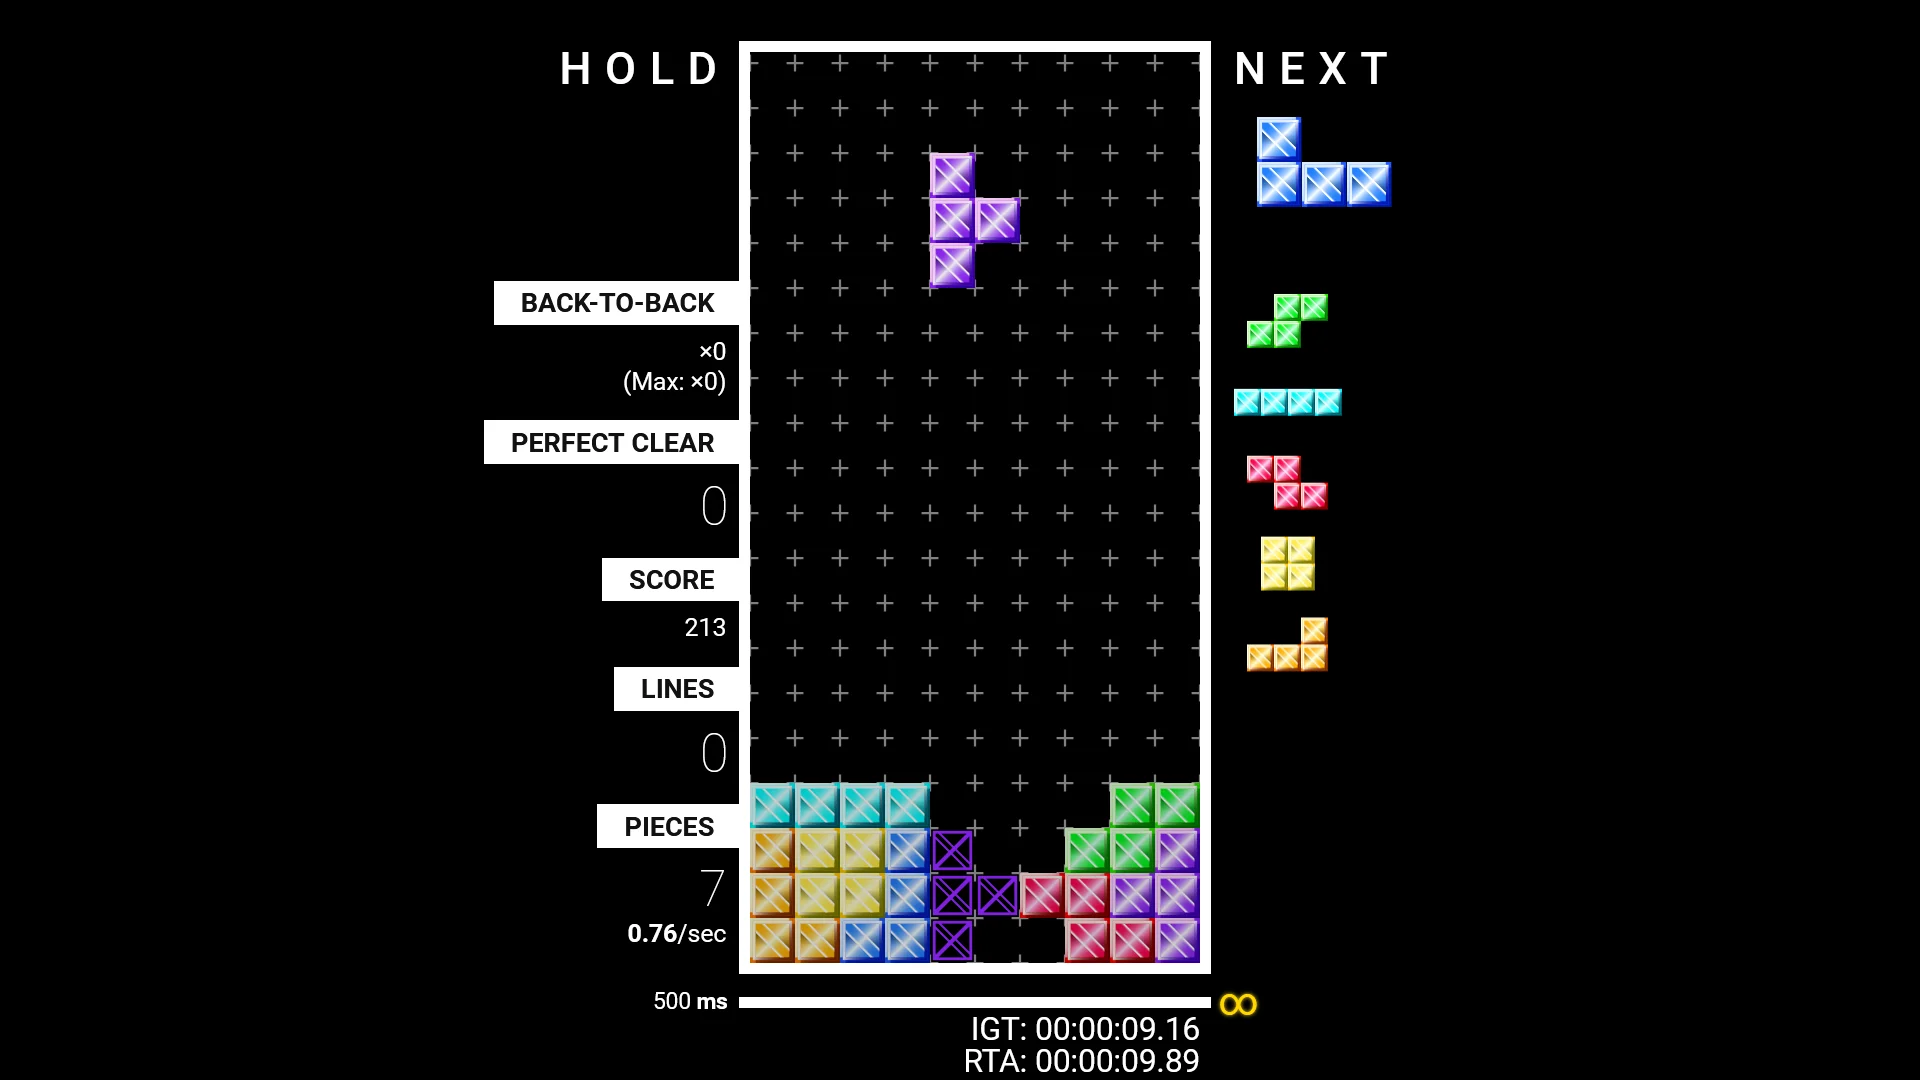 HOLD
NEXT
BACK-TO-BACK
×0
(Max: ×0)
PERFECT CLEAR
0
SCORE
213
LINES
0
PIECES
7
0.76/sec
500 ms
∞
IGT: 00:00:09.16
RTA: 00:00:09.89